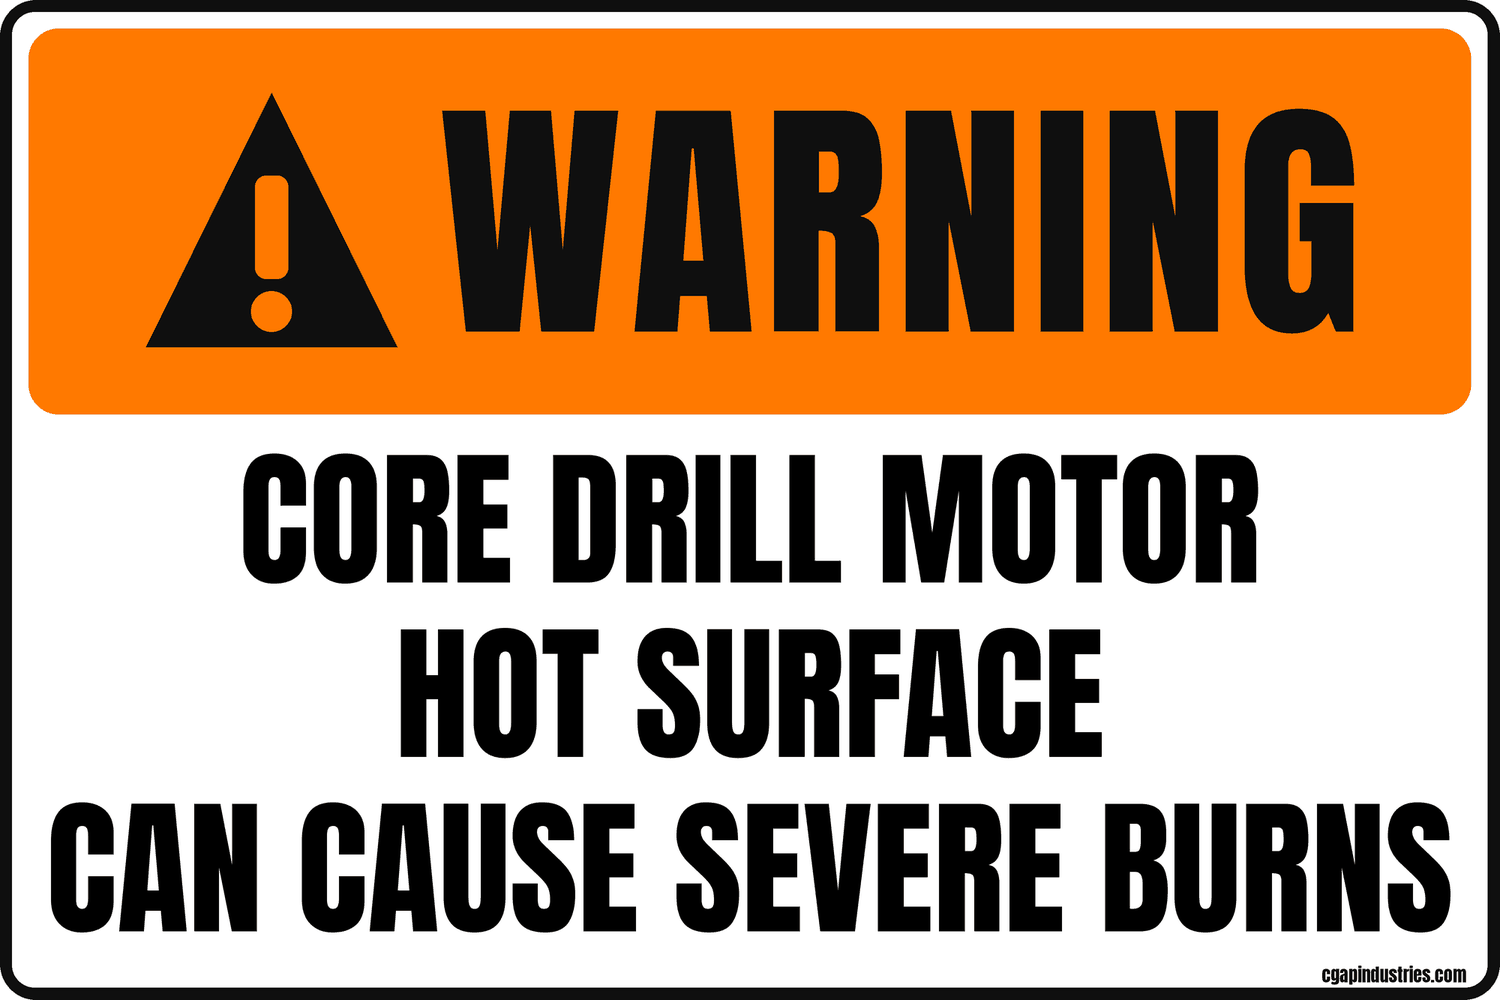 WARNING
CORE DRILL MOTOR
HOT SURFACE
CAN CAUSE SEVERE BURNS
cgapindustries.com